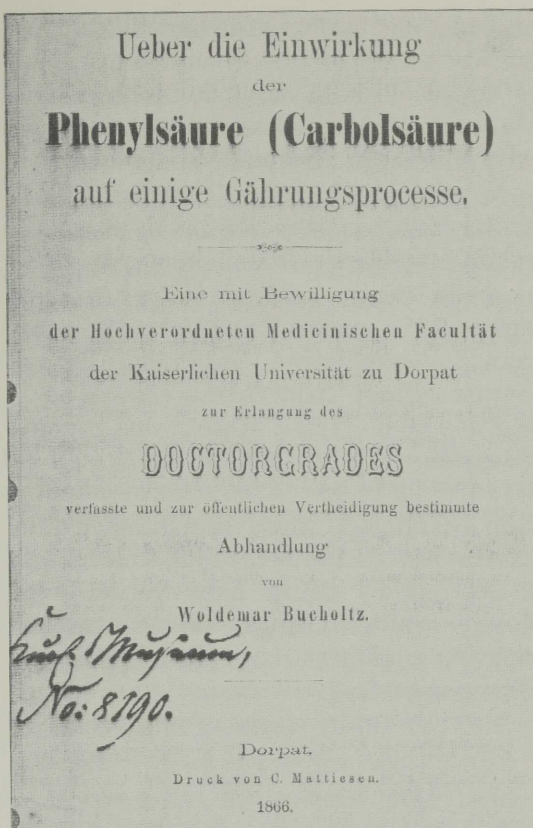 Ueber die Einwirkung
der
Phenylsäure (Carbolsäure)
auf einige Gährungsprocesse.
Eine mit Bewilligung
der Hochverordneten Medicinischen Facultät
der Kaiserlichen Universität zu Dorpat
zur Erlangung des
DOCTORGRADES
verfasste und zur öffentlichen Vertheidigung bestimmte
Abhandlung
von
Woldemar Bucholtz.
Kurl. Museum,
No: 8190.
Dorpat.
Druck von C. Mattiesen.
1866.